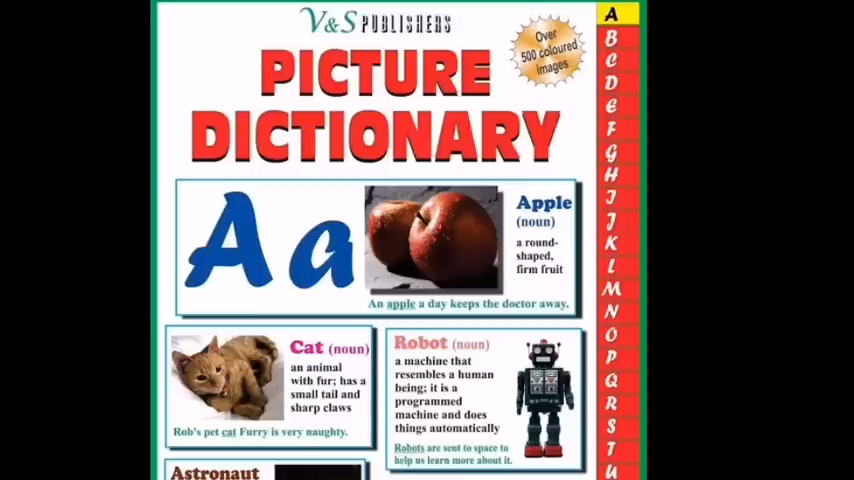 V&S PUBLISHERS
Over
500 coloured
images
PICTURE
DICTIONARY
Aa
Apple
(noun)
a round-
shaped,
firm fruit
An apple a day keeps the doctor away.
Cat (noun)
an animal
with fur; has a
small tail and
sharp claws
Rob's pet cat Furry is very naughty.
Robot (noun)
a machine that
resembles a human
being; it is a
programmed
machine and does
things automatically
Robots are sent to space to
help us learn more about it.
Astronaut
A
B
C
D
E
F
G
H
I
J
K
L
M
N
O
P
Q
R
S
T
U